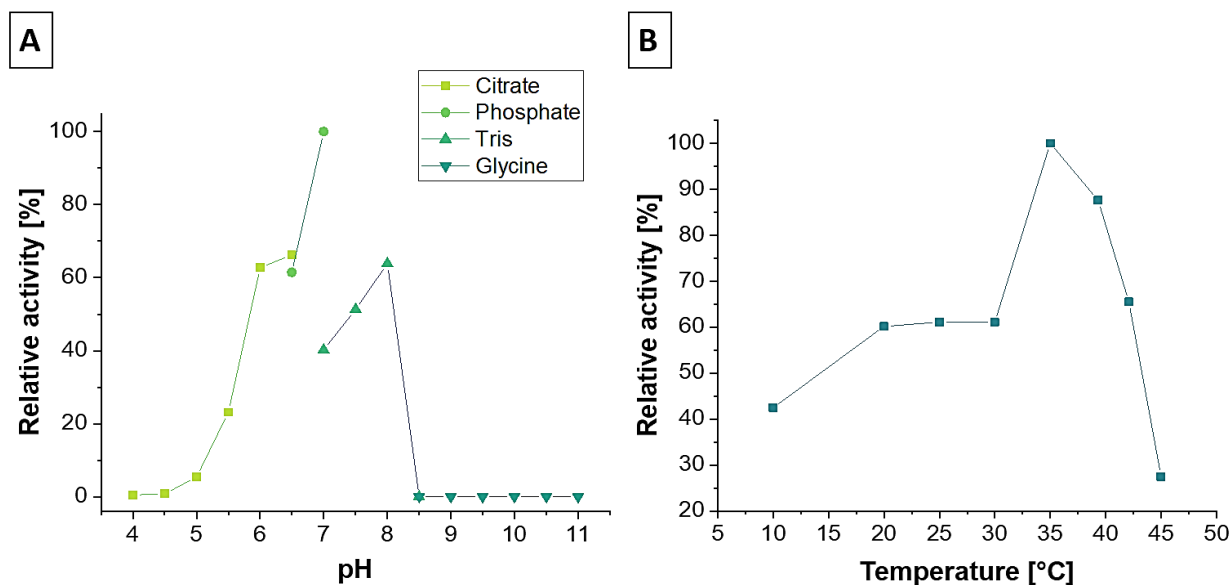 A
B
Citrate
Phosphate
Tris
Glycine
Relative activity [%]
100
80
60
40
20
0
4 5 6 7 8 9 10 11
pH
Relative activity [%]
100
90
80
70
60
50
40
30
20
5 10 15 20 25 30 35 40 45 50
Temperature [°C]